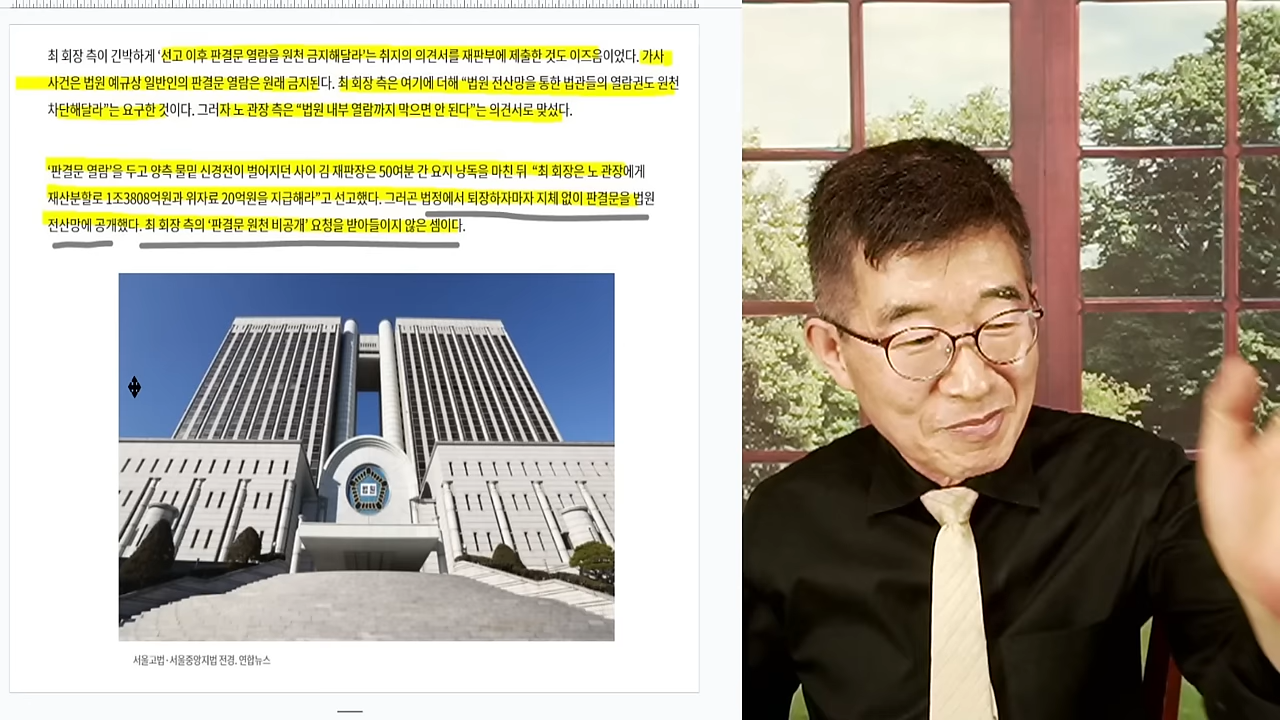 최 회장 측이 긴박하게 ‘선고 이후 판결문 열람을 원천 금지해달라’는 취지의 의견서를 재판부에 제출한 것도 이즈음이었다. 가사
사건은 법원 예규상 일반인의 판결문 열람은 원래 금지된다. 최 회장 측은 여기에 더해 “법원 전산망을 통한 법관들의 열람권도 원천
차단해달라”는 요구한 것이다. 그러자 노 관장 측은 “법원 내부 열람까지 막으면 안 된다”는 의견서로 맞섰다.
‘판결문 열람’을 두고 양측 물밑 신경전이 벌어지던 사이 김 재판장은 50여분 간 요지 낭독을 마친 뒤 “최 회장은 노 관장에게
재산분할로 1조3808억원과 위자료 20억원을 지급해라”고 선고했다. 그러곤 법정에서 퇴장하자마자 지체 없이 판결문을 법원
전산망에 공개했다. 최 회장 측의 ‘판결문 원천 비공개’ 요청을 받아들이지 않은 셈이다.
법원
서울고법·서울중앙지법 전경. 연합뉴스